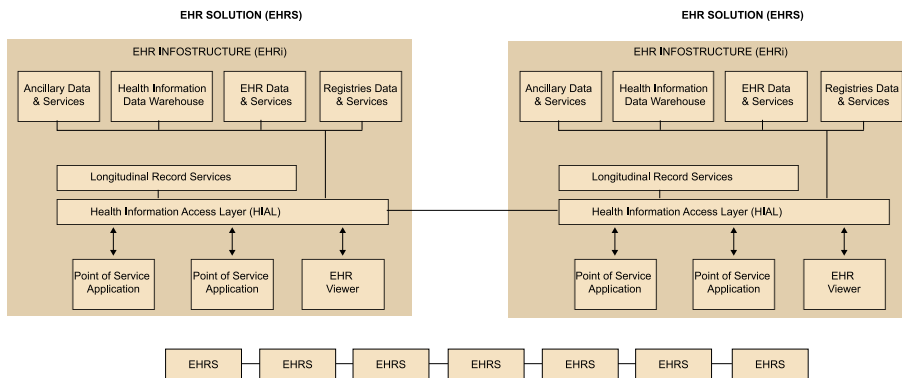 EHR SOLUTION (EHRS)
EHR INFOSTRUCTURE (EHRi)
Ancillary Data
& Services
Health Information
Data Warehouse
EHR Data
& Services
Registries Data
& Services
Longitudinal Record Services
Health Information Access Layer (HIAL)
Point of Service
Application
Point of Service
Application
EHR
Viewer
EHR SOLUTION (EHRS)
EHR INFOSTRUCTURE (EHRi)
Ancillary Data
& Services
Health Information
Data Warehouse
EHR Data
& Services
Registries Data
& Services
Longitudinal Record Services
Health Information Access Layer (HIAL)
Point of Service
Application
Point of Service
Application
EHR
Viewer
EHRS EHRS EHRS EHRS EHRS EHRS EHRS